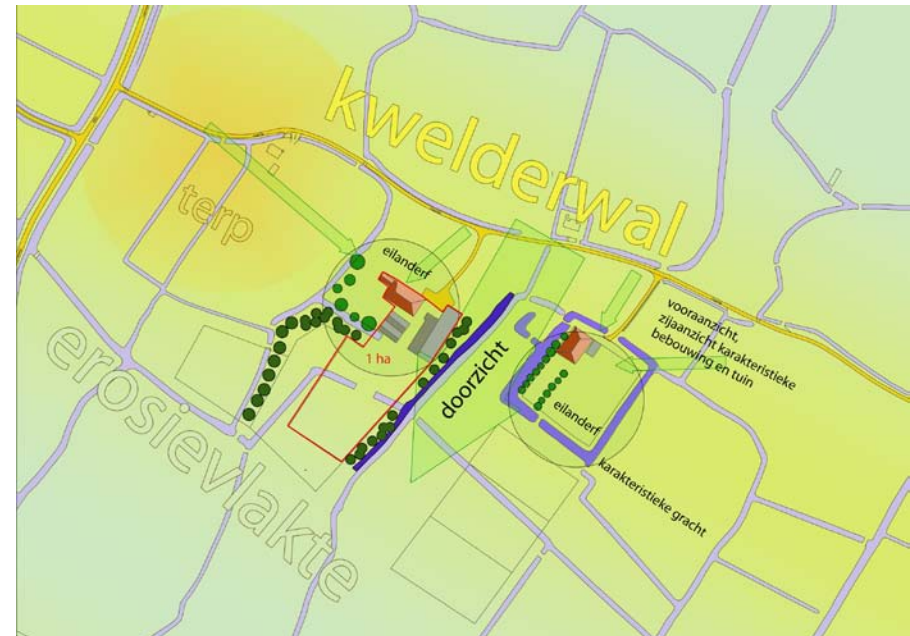 kwelderwal
terp
eilanderf
vooraanzicht,
zijaanzicht karakteristieke
bebouwing en tuin
1 ha
doorzicht
erosievlakte
eilanderf
karakteristieke gracht